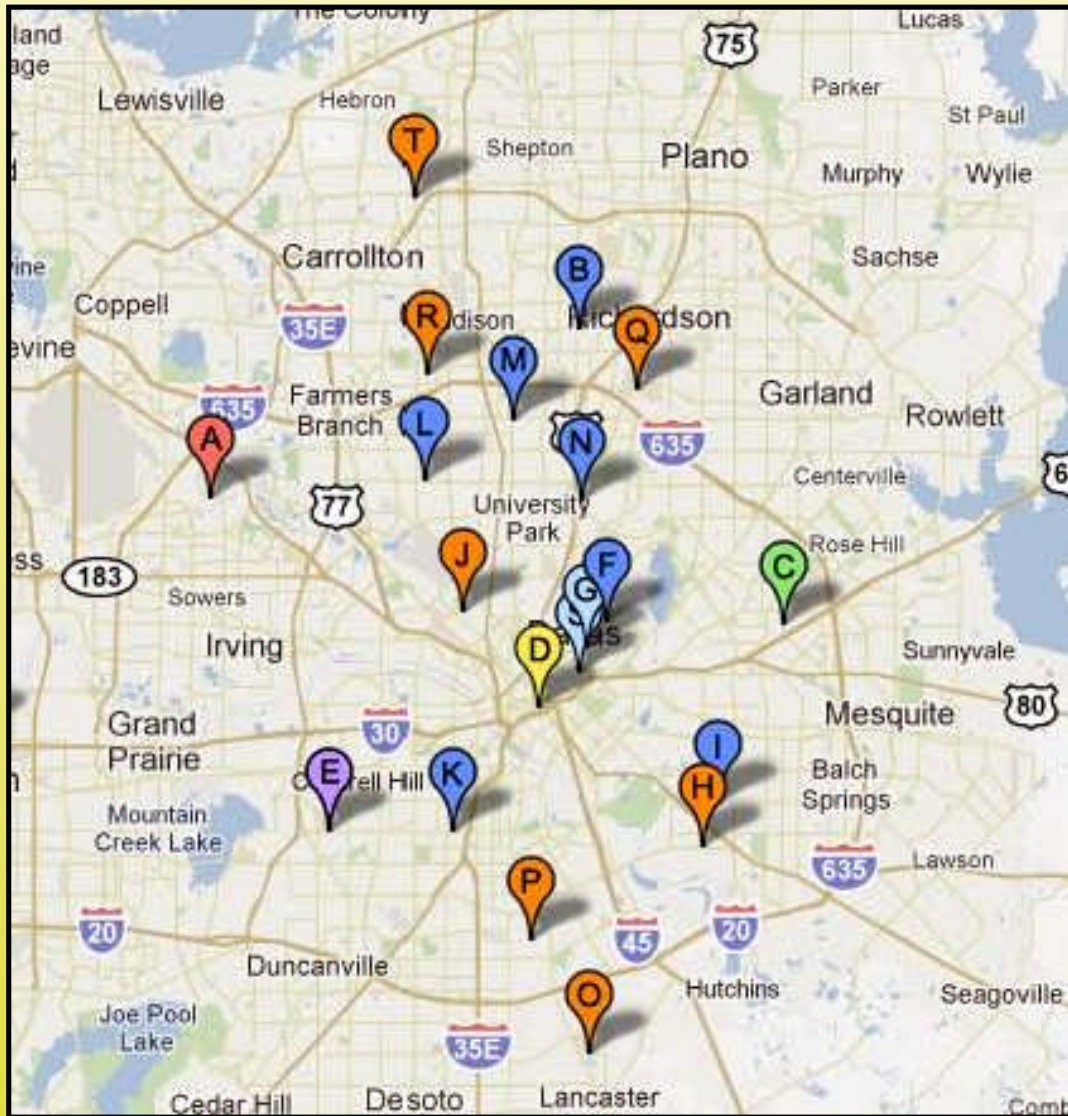 The Colony
75
Lucas
land
Lewisville
Hebron
Parker
St Paul
T
Shepton
Plano
Murphy
Wylie
Carrollton
Sachse
B
Coppell
35E
R
Q
M
evine
Farmers
Branch
Garland
Rowlett
635
A
L
N
635
Centerville
77
University
Park
J
F
C
Rose Hill
183
Sowers
G
Irving
D
Sunnyvale
80
Mesquite
Grand
Prairie
30
I
E
K
H
Balch
Springs
Mountain
Creek Lake
635
Lawson
P
20
45
20
Duncanville
O
Hutchins
Seagoville
Joe Pool
Lake
35E
Cedar Hill
Desoto
Lancaster